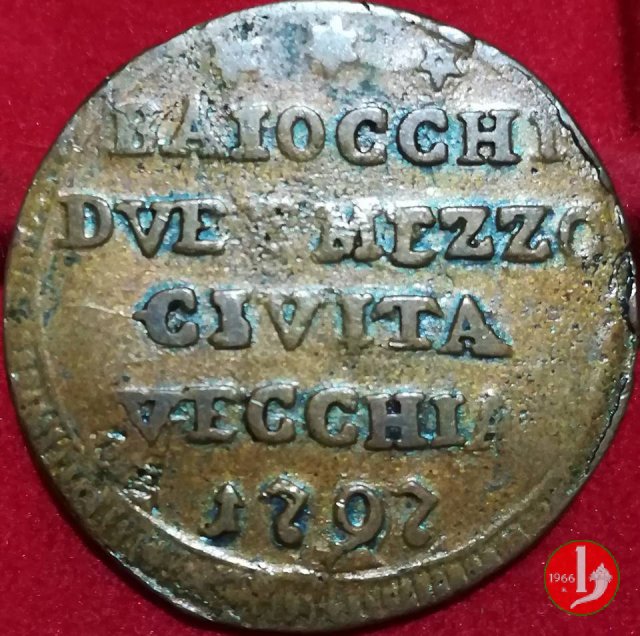 BAIOCCHI
DVE E MEZZO
CIVITA
VECCHIA
1797
1966